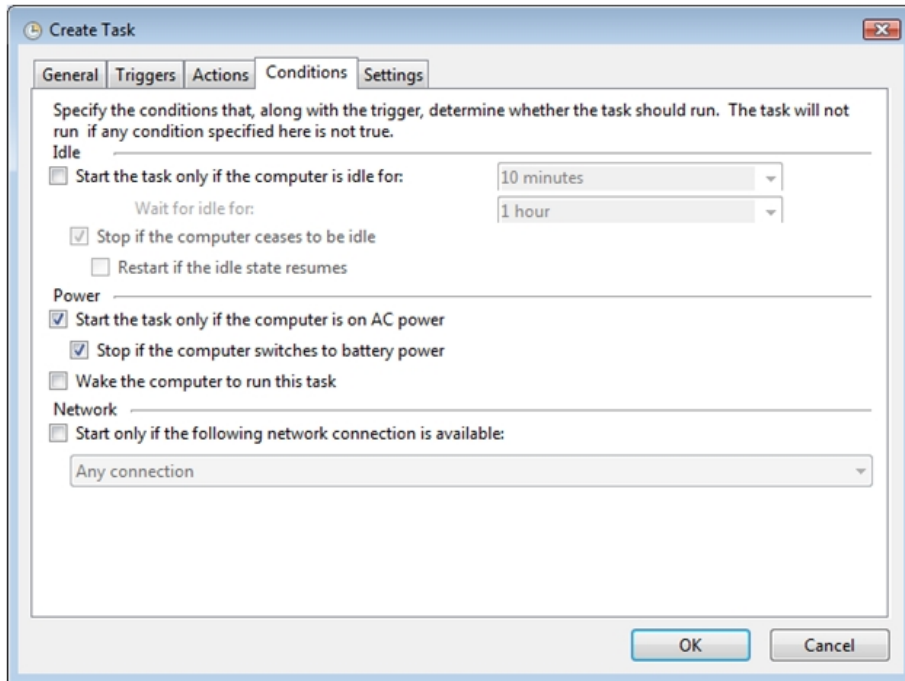 Create Task
General Triggers Actions Conditions Settings
Specify the conditions that, along with the trigger, determine whether the task should run. The task will not
run if any condition specified here is not true.
Idle
Start the task only if the computer is idle for: 10 minutes
Wait for idle for: 1 hour
Stop if the computer ceases to be idle
Restart if the idle state resumes
Power
Start the task only if the computer is on AC power
Stop if the computer switches to battery power
Wake the computer to run this task
Network
Start only if the following network connection is available:
Any connection
OK Cancel